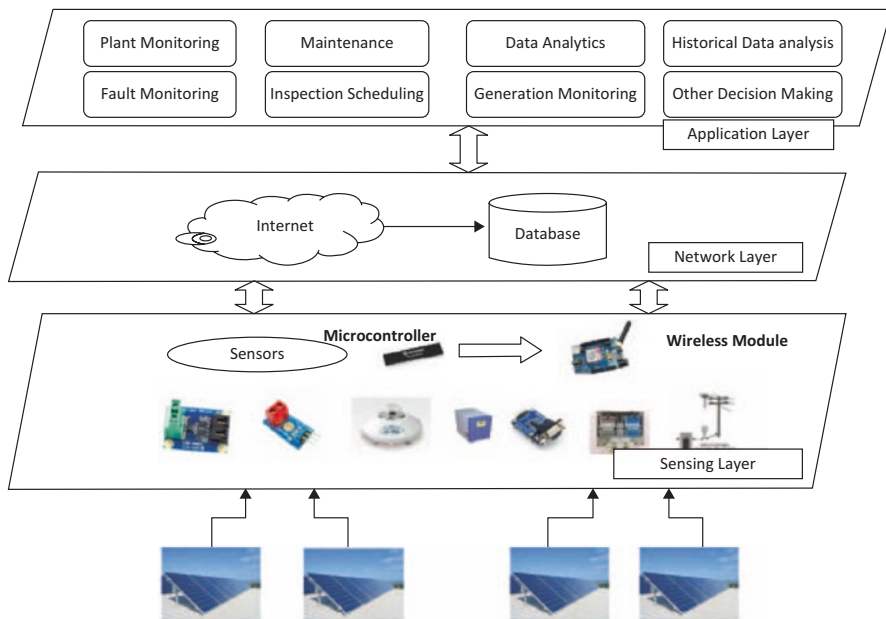 Plant Monitoring
Maintenance
Data Analytics
Historical Data analysis
Fault Monitoring
Inspection Scheduling
Generation Monitoring
Other Decision Making
Application Layer
Internet
Database
Network Layer
Microcontroller
Wireless Module
Sensors
Sensing Layer